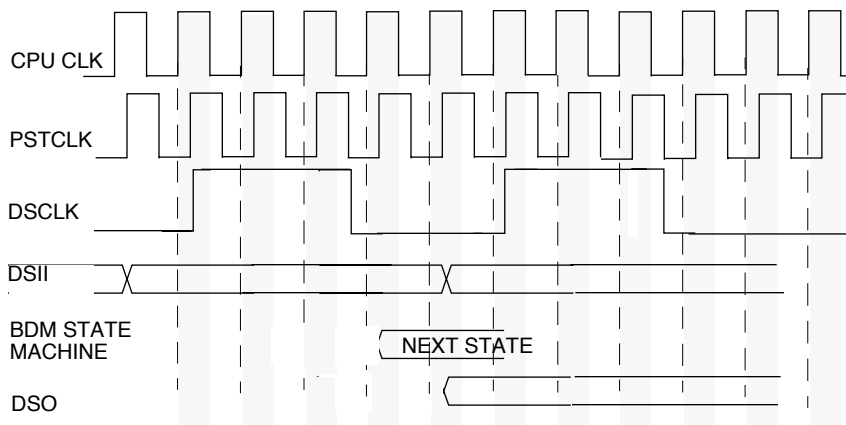 CPU CLK
PSTCLK
DSCLK
DSII
BDM STATE
MACHINE
NEXT STATE
DSO